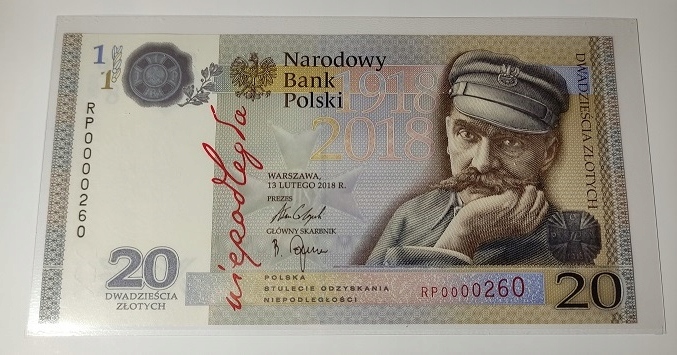 1
1
RP0000260
Narodowy
Bank
Polski
1918
2018
niepodległa
WARSZAWA,
13 LUTEGO 2018 R.
PREZES
GŁÓWNY SKARBNIK
DWADZIEŚCIA ZŁOTYCH
20
DWADZIEŚCIA
ZŁOTYCH
POLSKA
STULECIE ODZYSKANIA
NIEPODLEGŁOŚCI
RP0000260
20